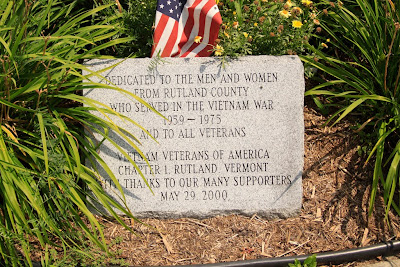 DEDICATED TO THE MEN AND WOMEN
FROM RUTLAND COUNTY
WHO SERVED IN THE VIETNAM WAR
1959-1975
AND TO ALL VETERANS
VIETNAM VETERANS OF AMERICA
CHAPTER 1, RUTLAND VERMONT
WITH THANKS TO OUR MANY SUPPORTERS
MAY 29, 2000